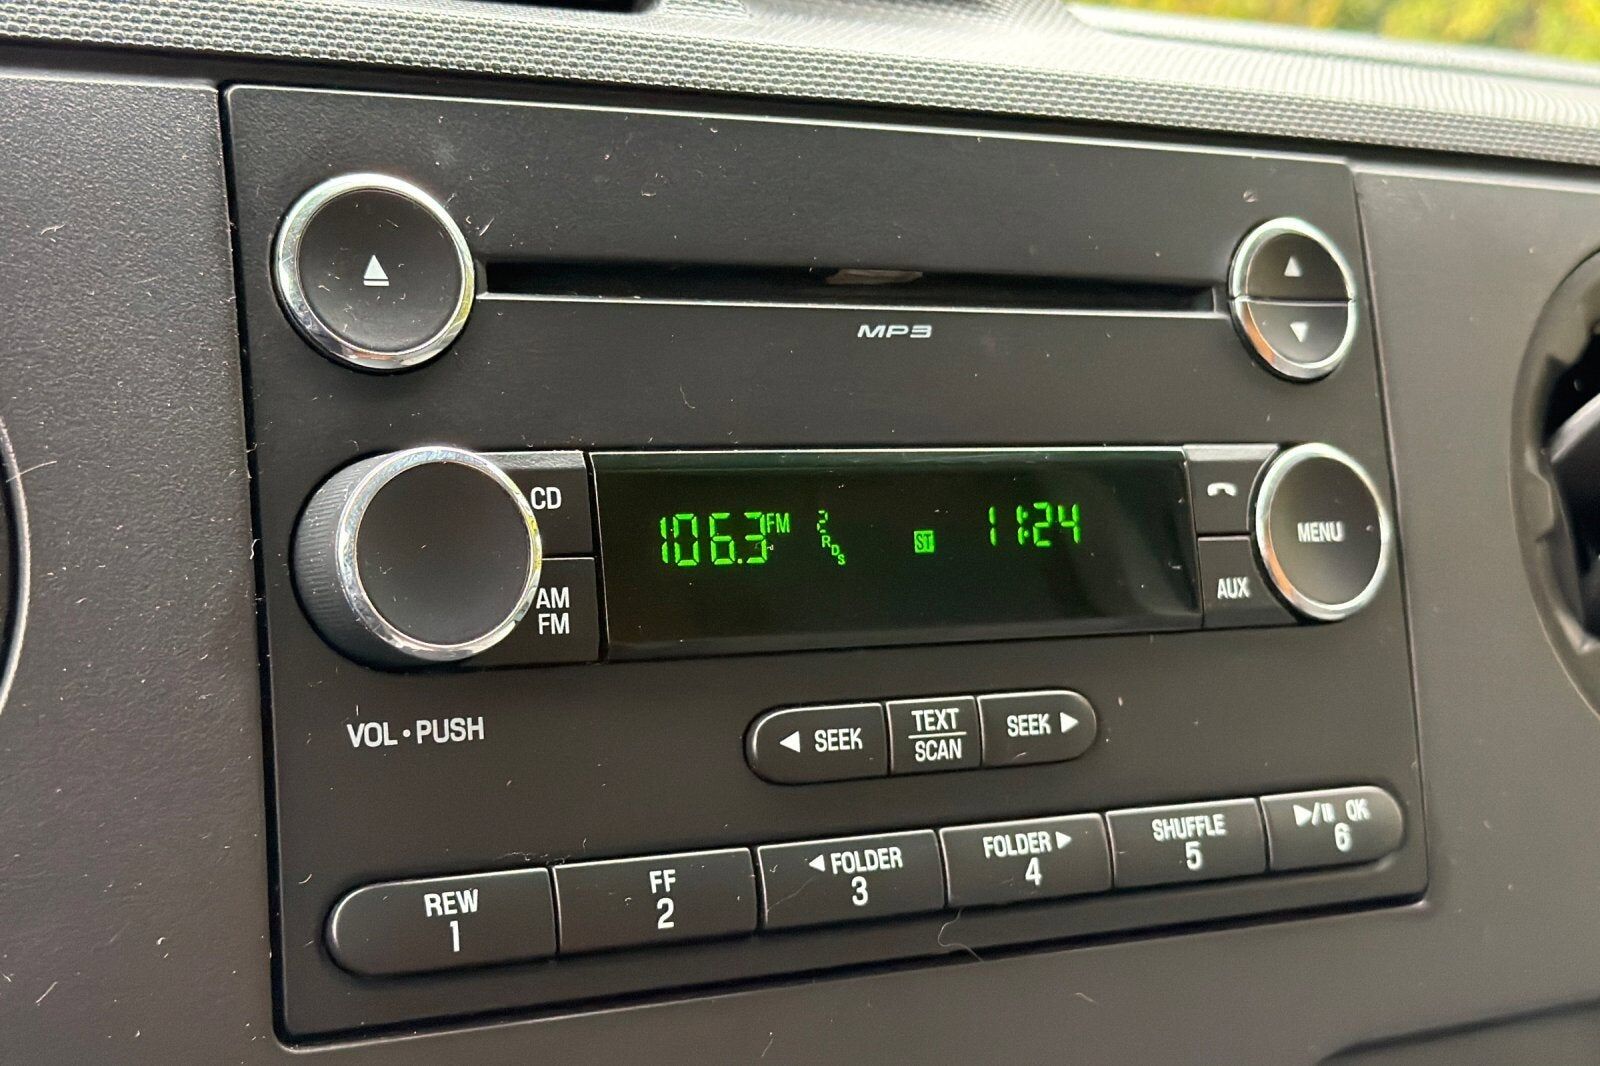 MP3
CD
AM
FM
106.3 FM
RDS
ST
11:24
MENU
AUX
VOL • PUSH
◀ SEEK
TEXT
SCAN
SEEK ▶
REW
1
FF
2
◀ FOLDER
3
FOLDER ▶
4
SHUFFLE
5
▶/II OK
6